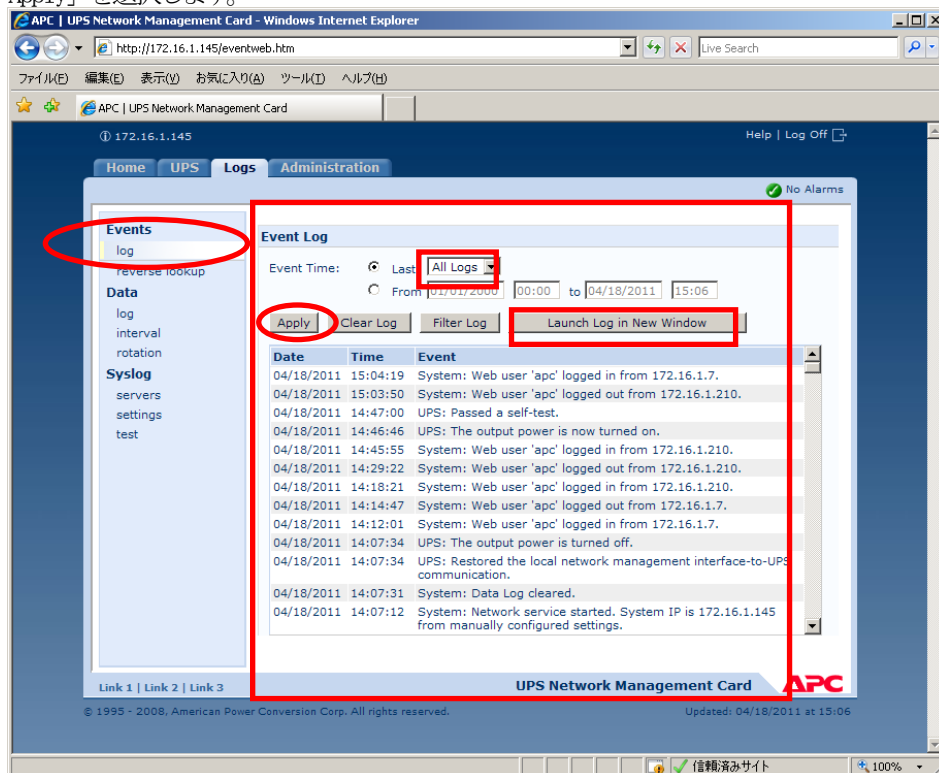 Apply」を選択します。
APC | UPS Network Management Card - Windows Internet Explorer
http://172.16.1.145/eventweb.htm
Live Search
ファイル(F) 編集(E) 表示(V) お気に入り(A) ツール(T) ヘルプ(H)
APC | UPS Network Management Card
172.16.1.145
Help | Log Off
Home UPS Logs Administration
No Alarms
Events
log
reverse lookup
Data
log
interval
rotation
Syslog
servers
settings
test
Event Log
Event Time: Last All Logs
From 01/01/2000 00:00 to 04/18/2011 15:06
Apply Clear Log Filter Log Launch Log in New Window
Date Time Event
04/18/2011 15:04:19 System: Web user 'apc' logged in from 172.16.1.7.
04/18/2011 15:03:50 System: Web user 'apc' logged out from 172.16.1.210.
04/18/2011 14:47:00 UPS: Passed a self-test.
04/18/2011 14:46:46 UPS: The output power is now turned on.
04/18/2011 14:45:55 System: Web user 'apc' logged in from 172.16.1.210.
04/18/2011 14:29:22 System: Web user 'apc' logged out from 172.16.1.210.
04/18/2011 14:18:21 System: Web user 'apc' logged in from 172.16.1.210.
04/18/2011 14:14:47 System: Web user 'apc' logged out from 172.16.1.7.
04/18/2011 14:12:01 System: Web user 'apc' logged in from 172.16.1.7.
04/18/2011 14:07:34 UPS: The output power is turned off.
04/18/2011 14:07:34 UPS: Restored the local network management interface-to-UPS
communication.
04/18/2011 14:07:31 System: Data Log cleared.
04/18/2011 14:07:12 System: Network service started. System IP is 172.16.1.145
from manually configured settings.
Link 1 | Link 2 | Link 3
UPS Network Management Card
APC
© 1995 - 2008, American Power Conversion Corp. All rights reserved.
Updated: 04/18/2011 at 15:06
信頼済みサイト
100%